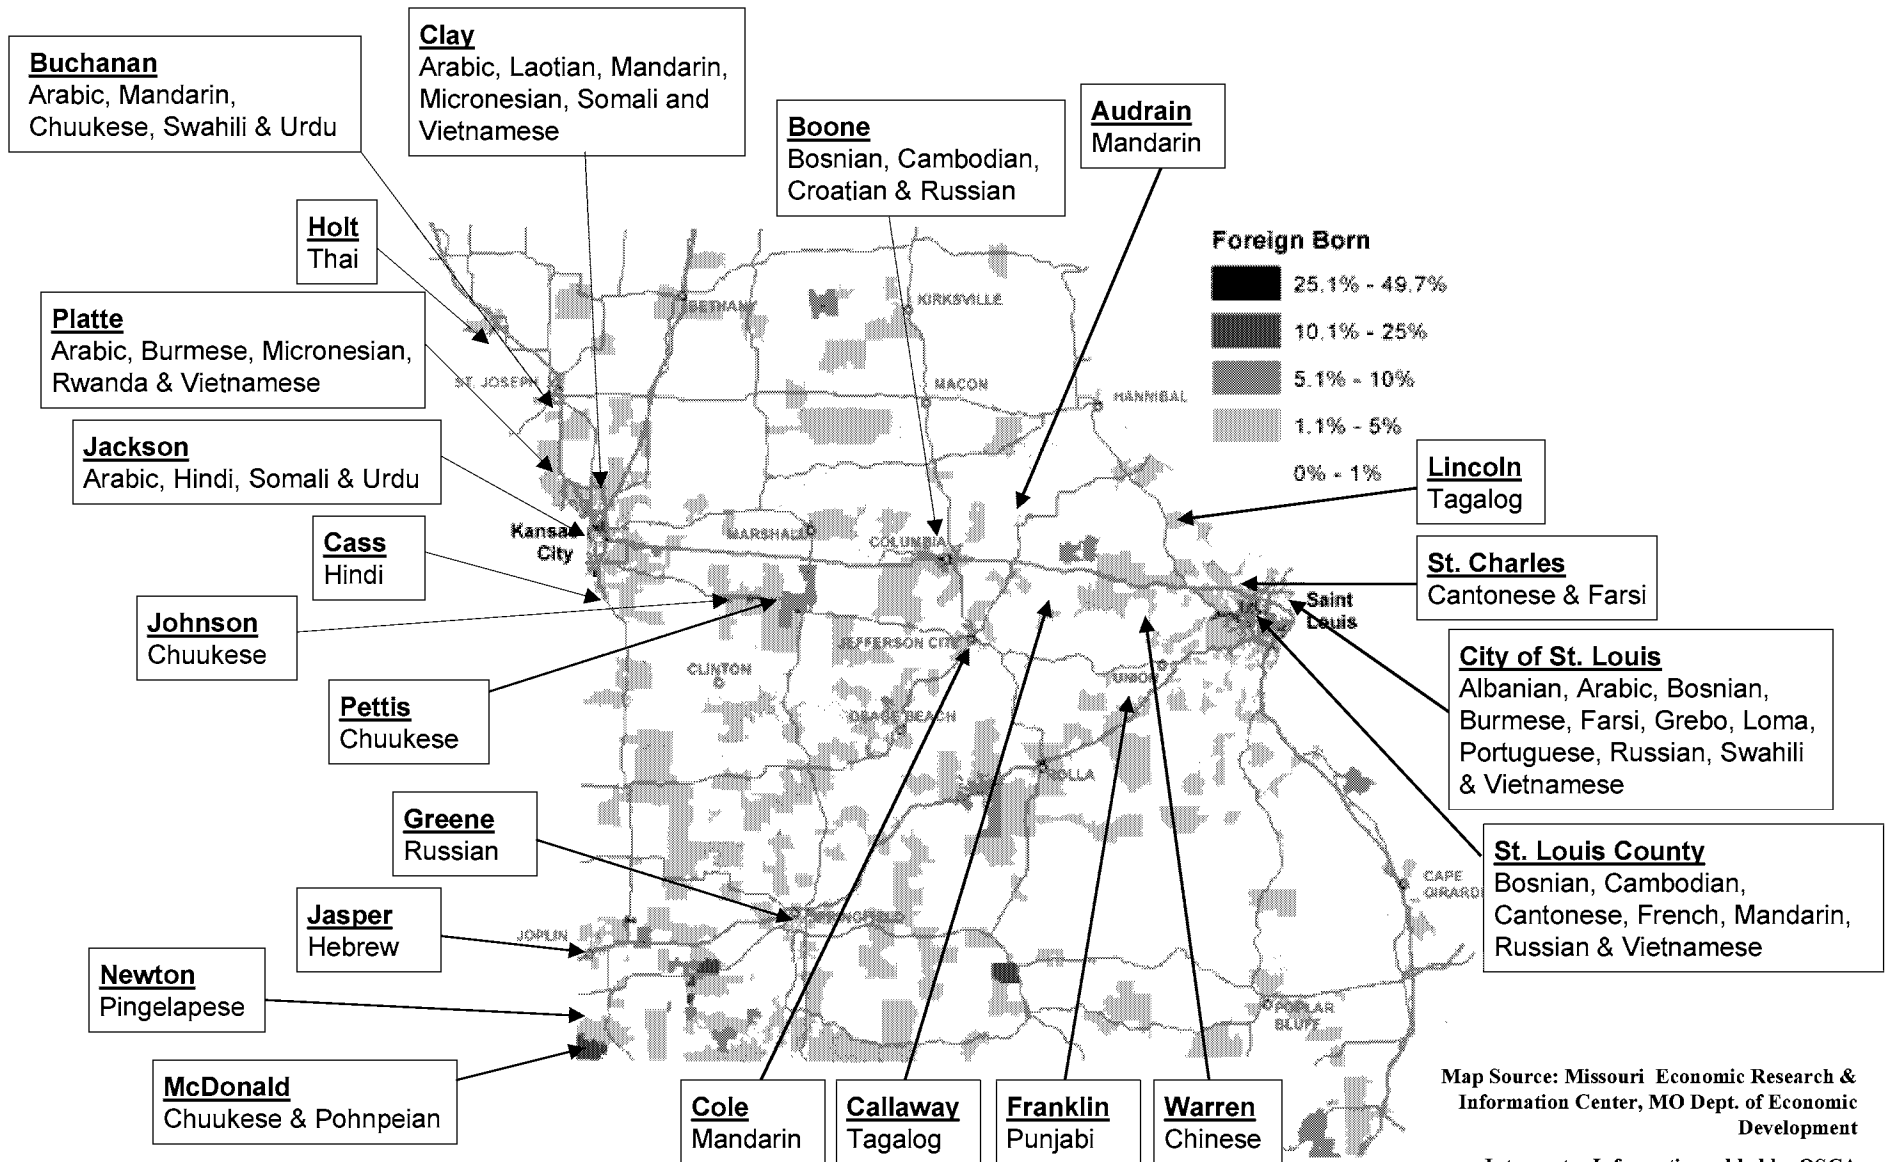 Buchanan
Arabic, Mandarin,
Chuukese, Swahili & Urdu
Clay
Arabic, Laotian, Mandarin,
Micronesian, Somali and
Vietnamese
Boone
Bosnian, Cambodian,
Croatian & Russian
Audrain
Mandarin
Holt
Thai
Platte
Arabic, Burmese, Micronesian,
Rwanda & Vietnamese
Jackson
Arabic, Hindi, Somali & Urdu
Cass
Hindi
Johnson
Chuukese
Pettis
Chuukese
Greene
Russian
Jasper
Hebrew
Newton
Pingelapese
McDonald
Chuukese & Pohnpeian
Foreign Born
25.1% - 49.7%
10.1% - 25%
5.1% - 10%
1.1% - 5%
0% - 1%
Lincoln
Tagalog
St. Charles
Cantonese & Farsi
City of St. Louis
Albanian, Arabic, Bosnian,
Burmese, Farsi, Grebo, Loma,
Portuguese, Russian, Swahili
& Vietnamese
St. Louis County
Bosnian, Cambodian,
Cantonese, French, Mandarin,
Russian & Vietnamese
BETHANY
KIRKSVILLE
ST. JOSEPH
MACON
HANNIBAL
Kansas
City
MARSHALL
COLUMBIA
Saint
Louis
JEFFERSON CITY
CLINTON
UNION
OSAGE BEACH
ROLLA
CAPE
GIRARD
SPRINGFIELD
JOPLIN
POPLAR
BLUFF
Cole
Mandarin
Callaway
Tagalog
Franklin
Punjabi
Warren
Chinese
Map Source: Missouri Economic Research &
Information Center, MO Dept. of Economic
Development